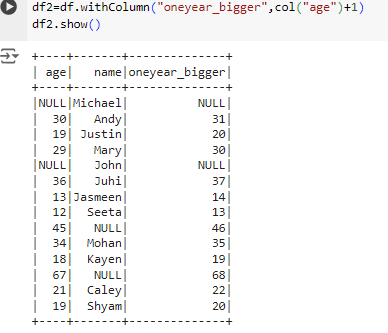 df2=df.withColumn("oneyear_bigger",col("age")+1)
df2.show()
+----+-------+--------------+
| age|   name|oneyear_bigger|
+----+-------+--------------+
|NULL|Michael|          NULL|
|  30|   Andy|            31|
|  19| Justin|            20|
|  29|   Mary|            30|
|NULL|   John|          NULL|
|  36|   Juhi|            37|
|  13|Jasmeen|            14|
|  12|  Seeta|            13|
|  45|   NULL|            46|
|  34|  Mohan|            35|
|  18|  Kayen|            19|
|  67|   NULL|            68|
|  21|  Caley|            22|
|  19|  Shyam|            20|
+----+-------+--------------+